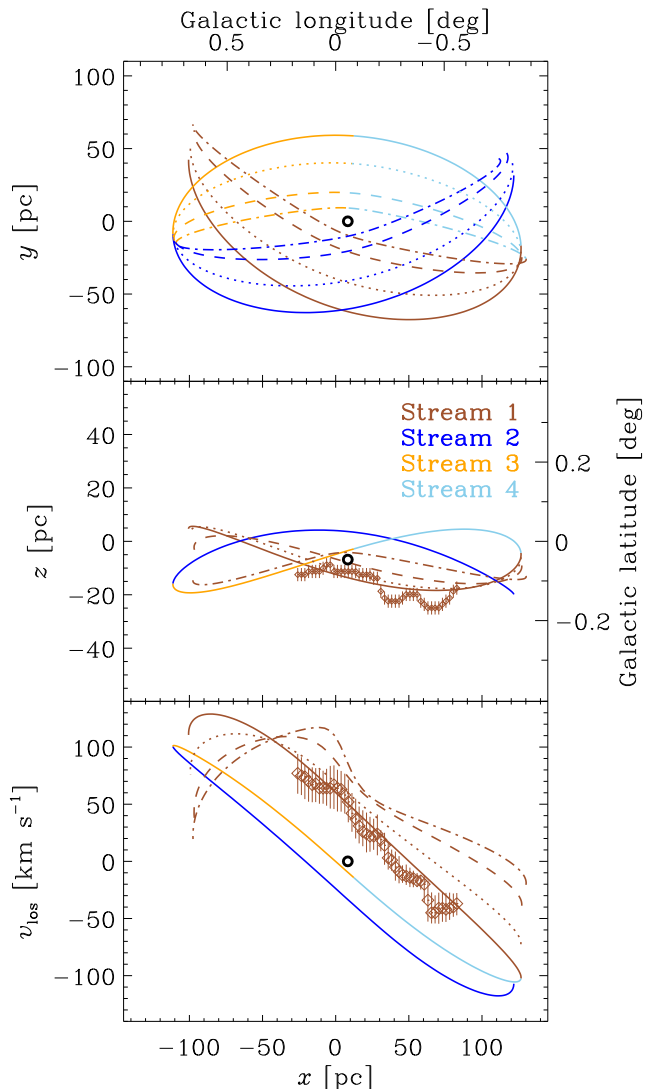 Galactic longitude [deg]
0.5 0 −0.5
100
50
0
−50
−100
y [pc]
Stream 1
Stream 2
Stream 3
Stream 4
40
20
0
−20
−40
z [pc]
0.2
0
−0.2
Galactic latitude [deg]
100
50
0
−50
−100
v_los [km s⁻¹]
−100 −50 0 50 100
x [pc]